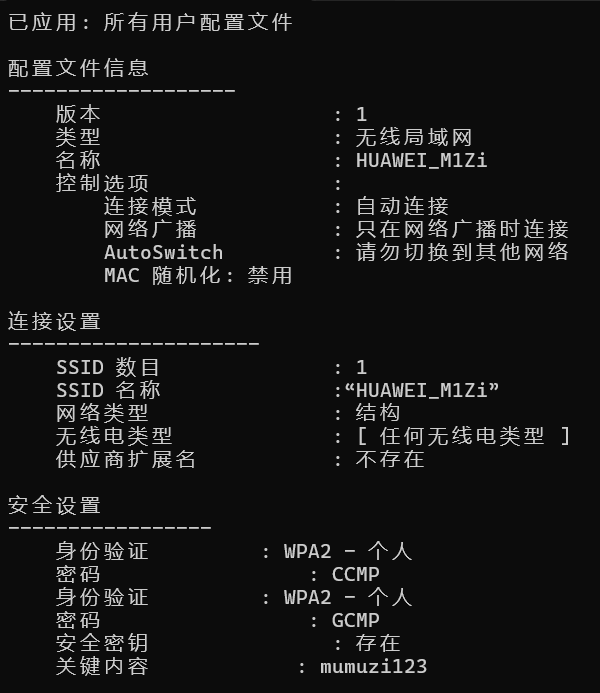 已应用: 所有用户配置文件
配置文件信息
-------------------
版本 : 1
类型 : 无线局域网
名称 : HUAWEI_M1Zi
控制选项 :
连接模式 : 自动连接
网络广播 : 只在网络广播时连接
AutoSwitch : 请勿切换到其他网络
MAC 随机化: 禁用
连接设置
---------------------
SSID 数目 : 1
SSID 名称 :“HUAWEI_M1Zi”
网络类型 : 结构
无线电类型 : [ 任何无线电类型 ]
供应商扩展名 : 不存在
安全设置
-----------------
身份验证 : WPA2 - 个人
密码 : CCMP
身份验证 : WPA2 - 个人
密码 : GCMP
安全密钥 : 存在
关键内容 : mumuzi123